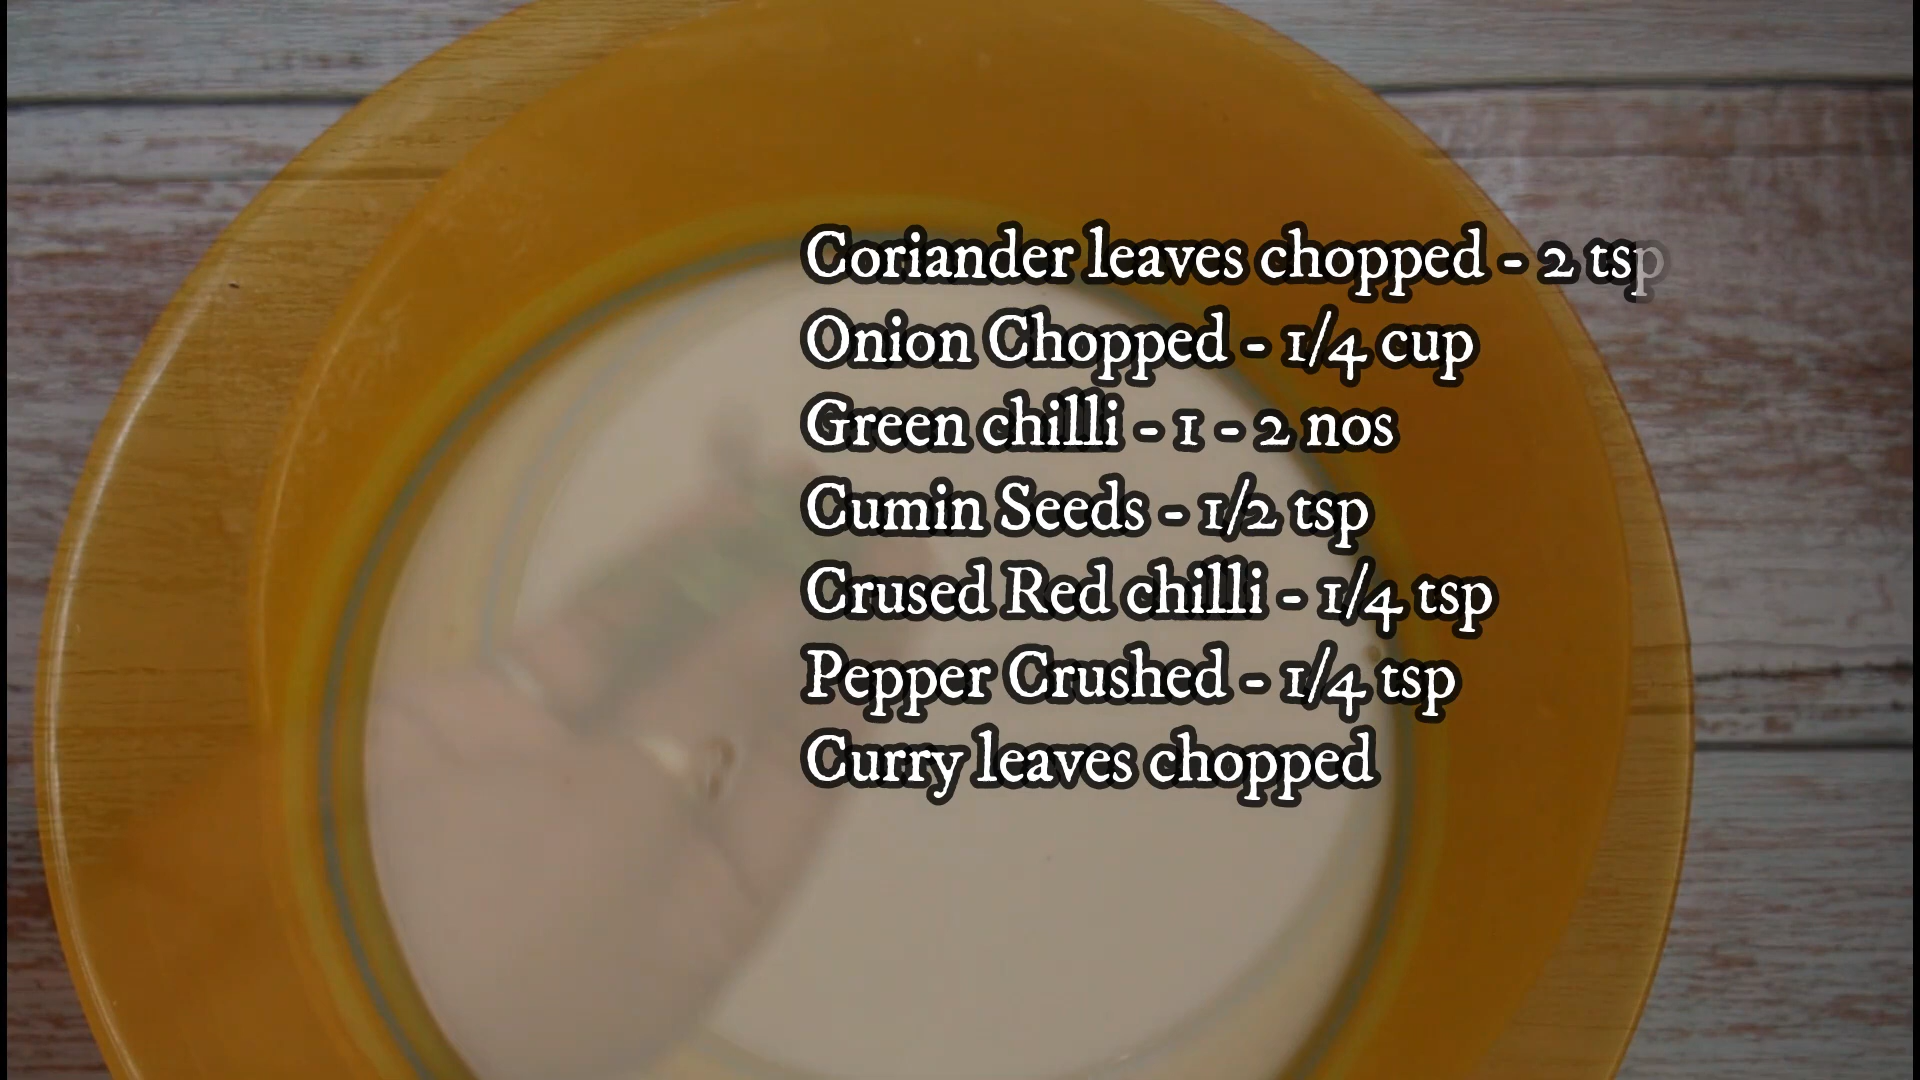 Coriander leaves chopped - 2 tsp
Onion Chopped - 1/4 cup
Green chilli - 1 - 2 nos
Cumin Seeds - 1/2 tsp
Crused Red chilli - 1/4 tsp
Pepper Crushed - 1/4 tsp
Curry leaves chopped